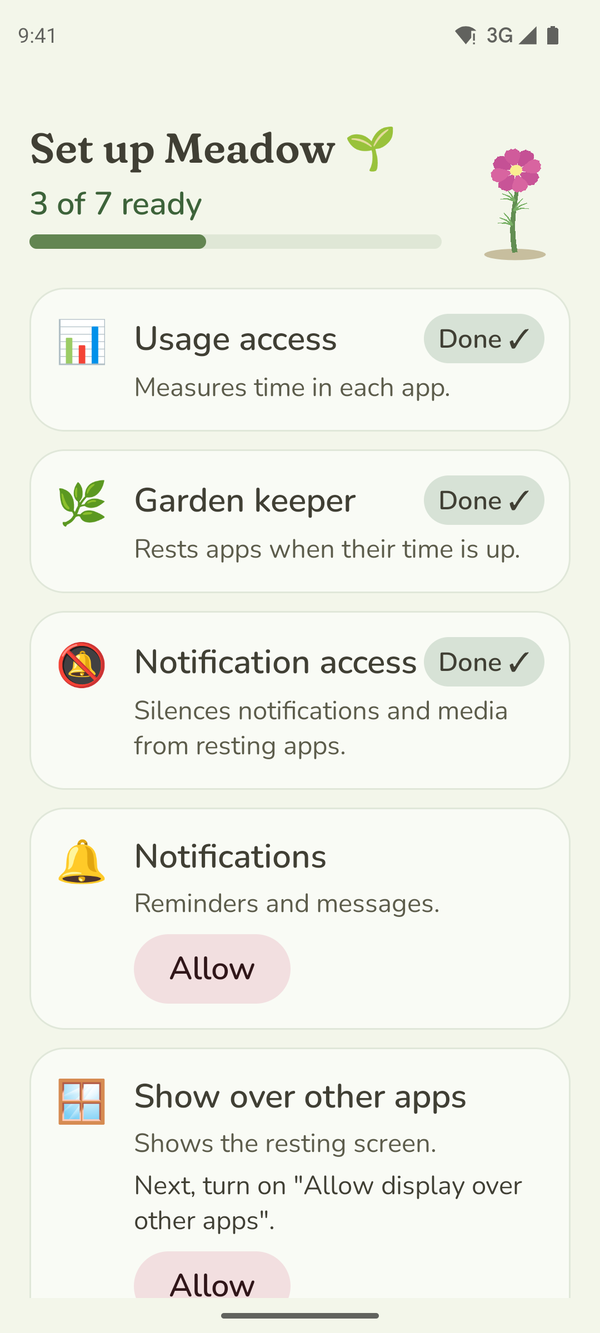 9:41
3G
Set up Meadow
3 of 7 ready
Usage access
Done ✓
Measures time in each app.
Garden keeper
Done ✓
Rests apps when their time is up.
Notification access
Done ✓
Silences notifications and media
from resting apps.
Notifications
Reminders and messages.
Allow
Show over other apps
Shows the resting screen.
Next, turn on "Allow display over
other apps".
Allow